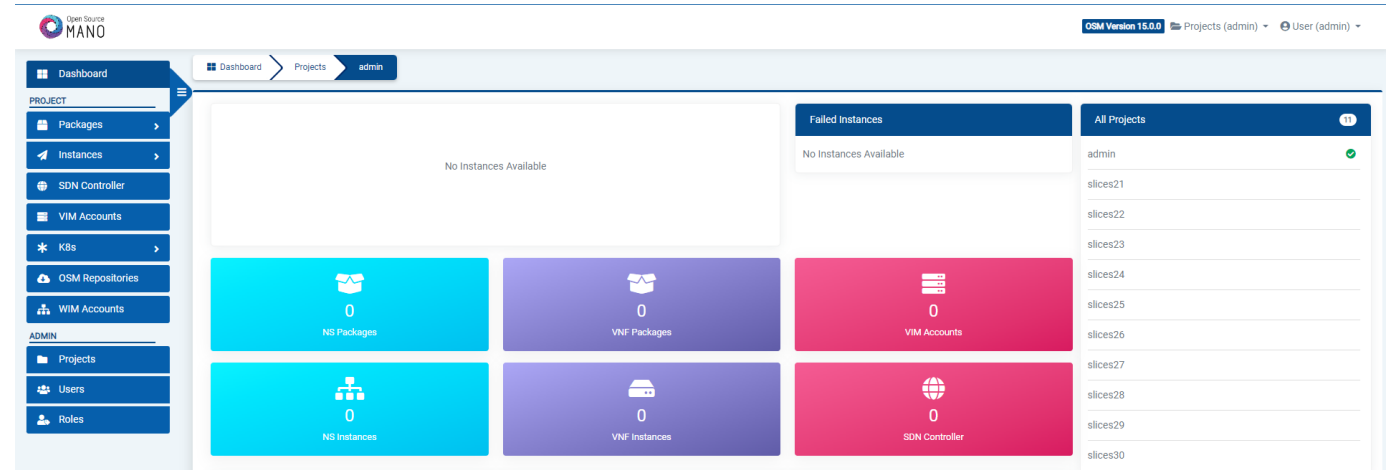 Open Source
MANO
OSM Version 15.0.0 Projects (admin) User (admin)
Dashboard
PROJECT
Packages
Instances
SDN Controller
VIM Accounts
K8s
OSM Repositories
WIM Accounts
ADMIN
Projects
Users
Roles
Dashboard Projects admin
No Instances Available
Failed Instances
No Instances Available
0
NS Packages
0
VNF Packages
0
VIM Accounts
0
NS Instances
0
VNF Instances
0
SDN Controller
All Projects 11
admin
slices21
slices22
slices23
slices24
slices25
slices26
slices27
slices28
slices29
slices30